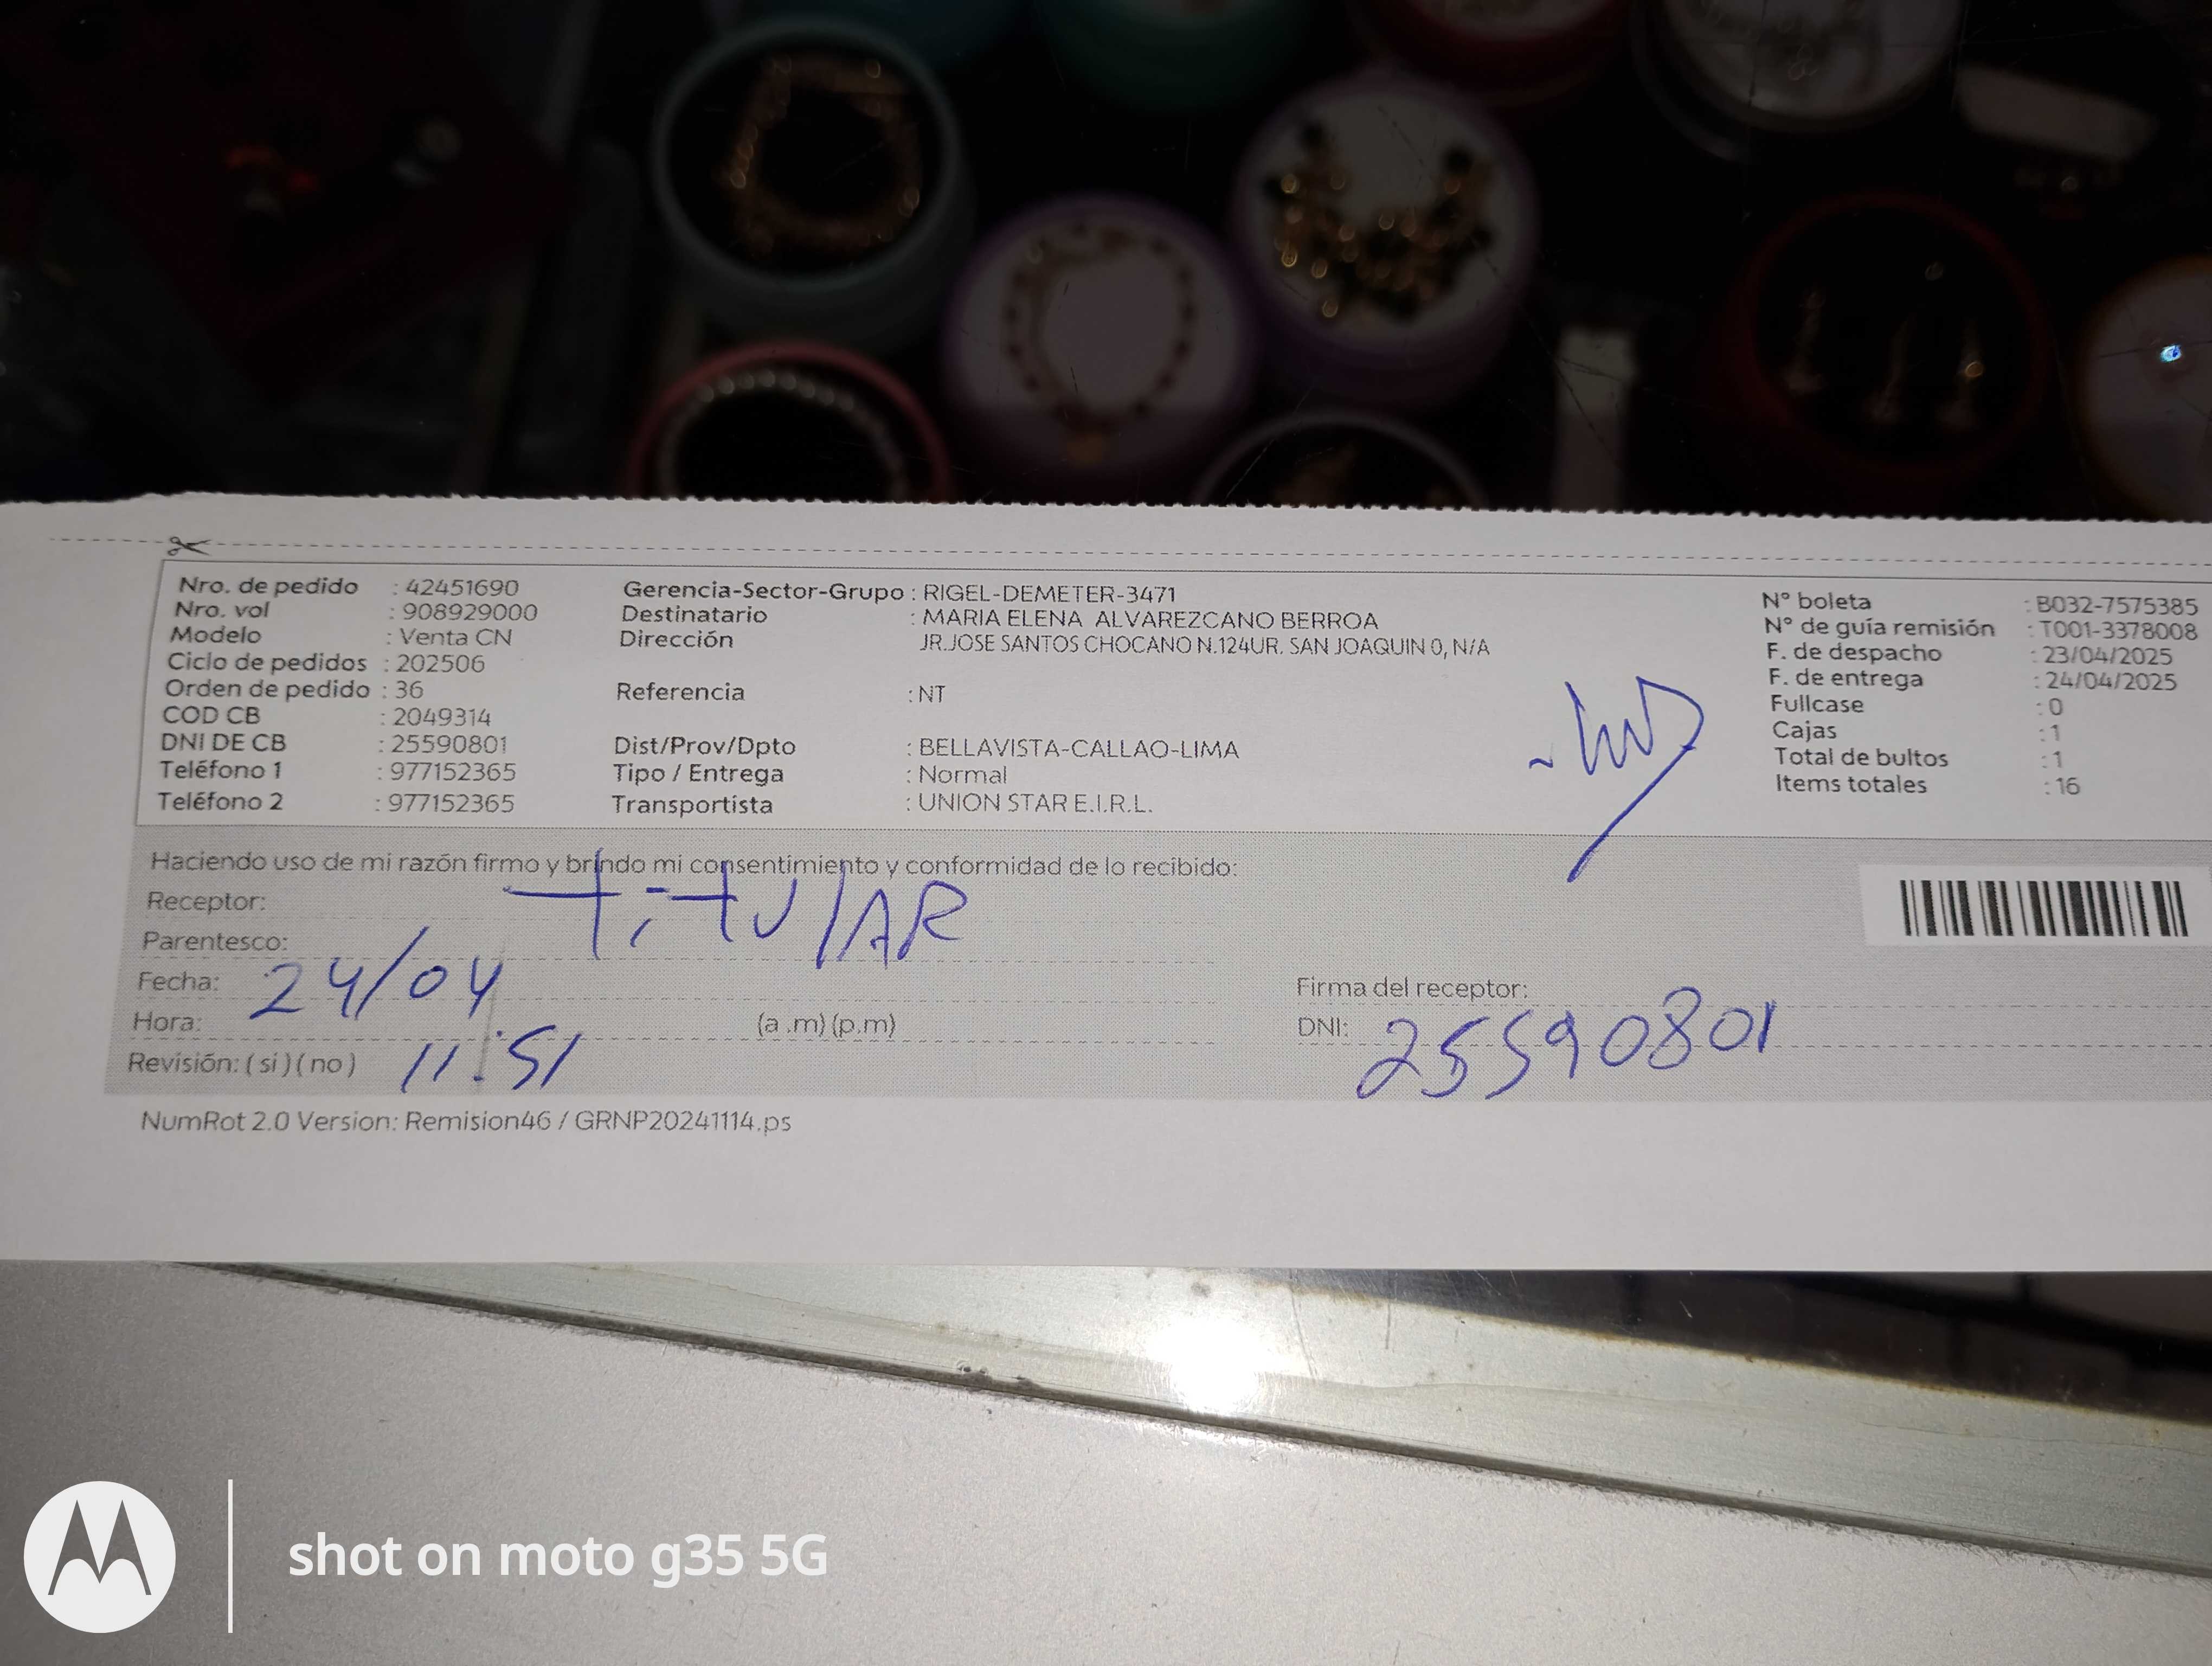 Nro. de pedido : 42451690
Nro. vol : 908929000
Modelo : Venta CN
Ciclo de pedidos : 202506
Orden de pedido : 36
COD CB : 2049314
DNI DE CB : 25590801
Teléfono 1 : 977152365
Teléfono 2 : 977152365
Gerencia-Sector-Grupo : RIGEL-DEMETER-3471
Destinatario : MARIA ELENA ALVAREZCANO BERROA
Dirección JR.JOSE SANTOS CHOCANO N.124UR. SAN JOAQUIN 0, N/A
Referencia : NT
Dist/Prov/Dpto : BELLAVISTA-CALLAO-LIMA
Tipo / Entrega : Normal
Transportista : UNION STAR E.I.R.L.
N° boleta : B032-7575385
N° de guía remisión : T001-3378008
F. de despacho : 23/04/2025
F. de entrega : 24/04/2025
Fullcase : 0
Cajas : 1
Total de bultos : 1
Items totales : 16
Haciendo uso de mi razón firmo y brindo mi consentimiento y conformidad de lo recibido:
Receptor: titulAR
Parentesco:
Fecha: 24/04
Hora: (a .m) (p.m)
Revisión: ( si ) ( no ) 11:51
Firma del receptor:
DNI: 25590801
NumRot 2.0 Version: Remision46 / GRNP20241114.ps
shot on moto g35 5G